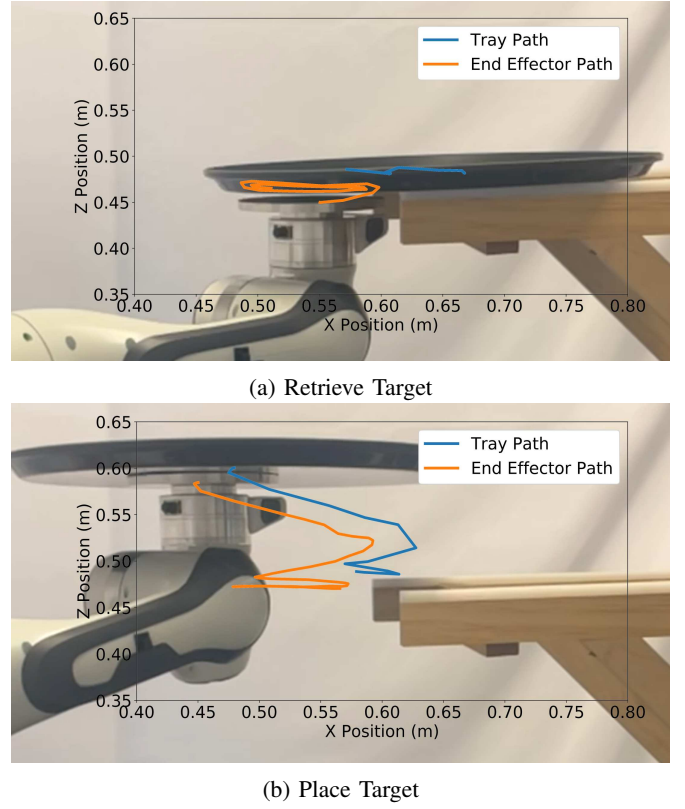 0.65
0.60
0.55
0.50
0.45
0.40
0.35
Z Position (m)
Tray Path
End Effector Path
0.40 0.45 0.50 0.55 0.60 0.65 0.70 0.75 0.80
X Position (m)
(a) Retrieve Target
0.65
0.60
0.55
0.50
0.45
0.40
0.35
Z Position (m)
Tray Path
End Effector Path
0.40 0.45 0.50 0.55 0.60 0.65 0.70 0.75 0.80
X Position (m)
(b) Place Target